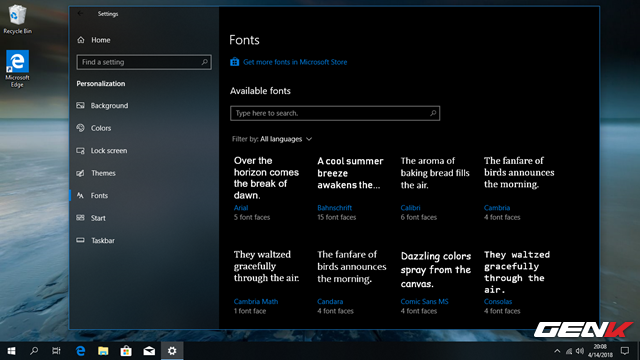 Recycle Bin
Microsoft
Edge
Settings
Home
Find a setting
Personalization
Background
Colors
Lock screen
Themes
Fonts
Start
Taskbar
Fonts
Get more fonts in Microsoft Store
Available fonts
Type here to search.
Filter by: All languages
Over the
horizon comes
the break of
dawn.
Arial
5 font faces
A cool summer
breeze
awakens the...
Bahnschrift
15 font faces
The aroma of
baking bread fills
the air.
Calibri
6 font faces
The fanfare of
birds announces
the morning.
Cambria
4 font faces
They waltzed
gracefully
through the air.
Cambria Math
1 font face
The fanfare of
birds announces
the morning.
Candara
4 font faces
Dazzling colors
spray from the
canvas.
Comic Sans MS
4 font faces
They waltzed
gracefully
through the
air.
Consolas
4 font faces
GENK
20:08
4/14/2018